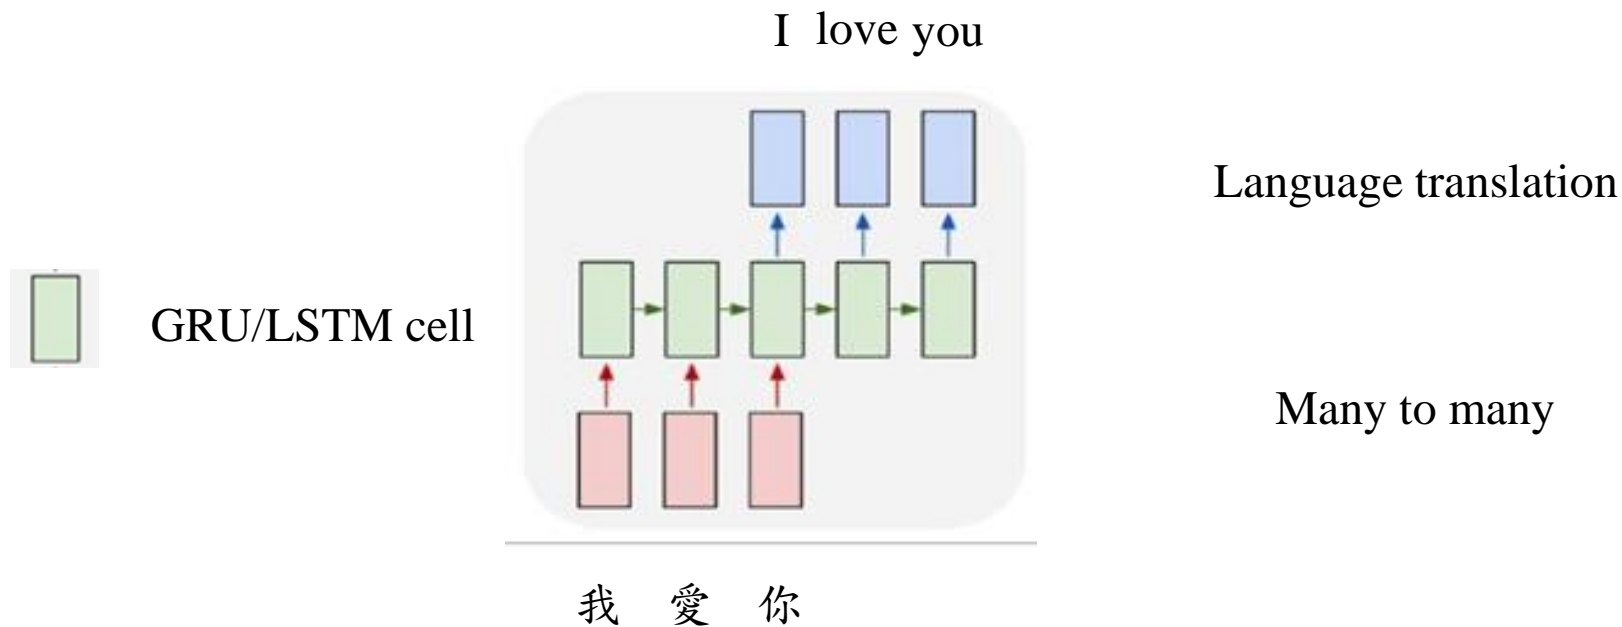 I love you
Language translation
GRU/LSTM cell
Many to many
我 愛 你